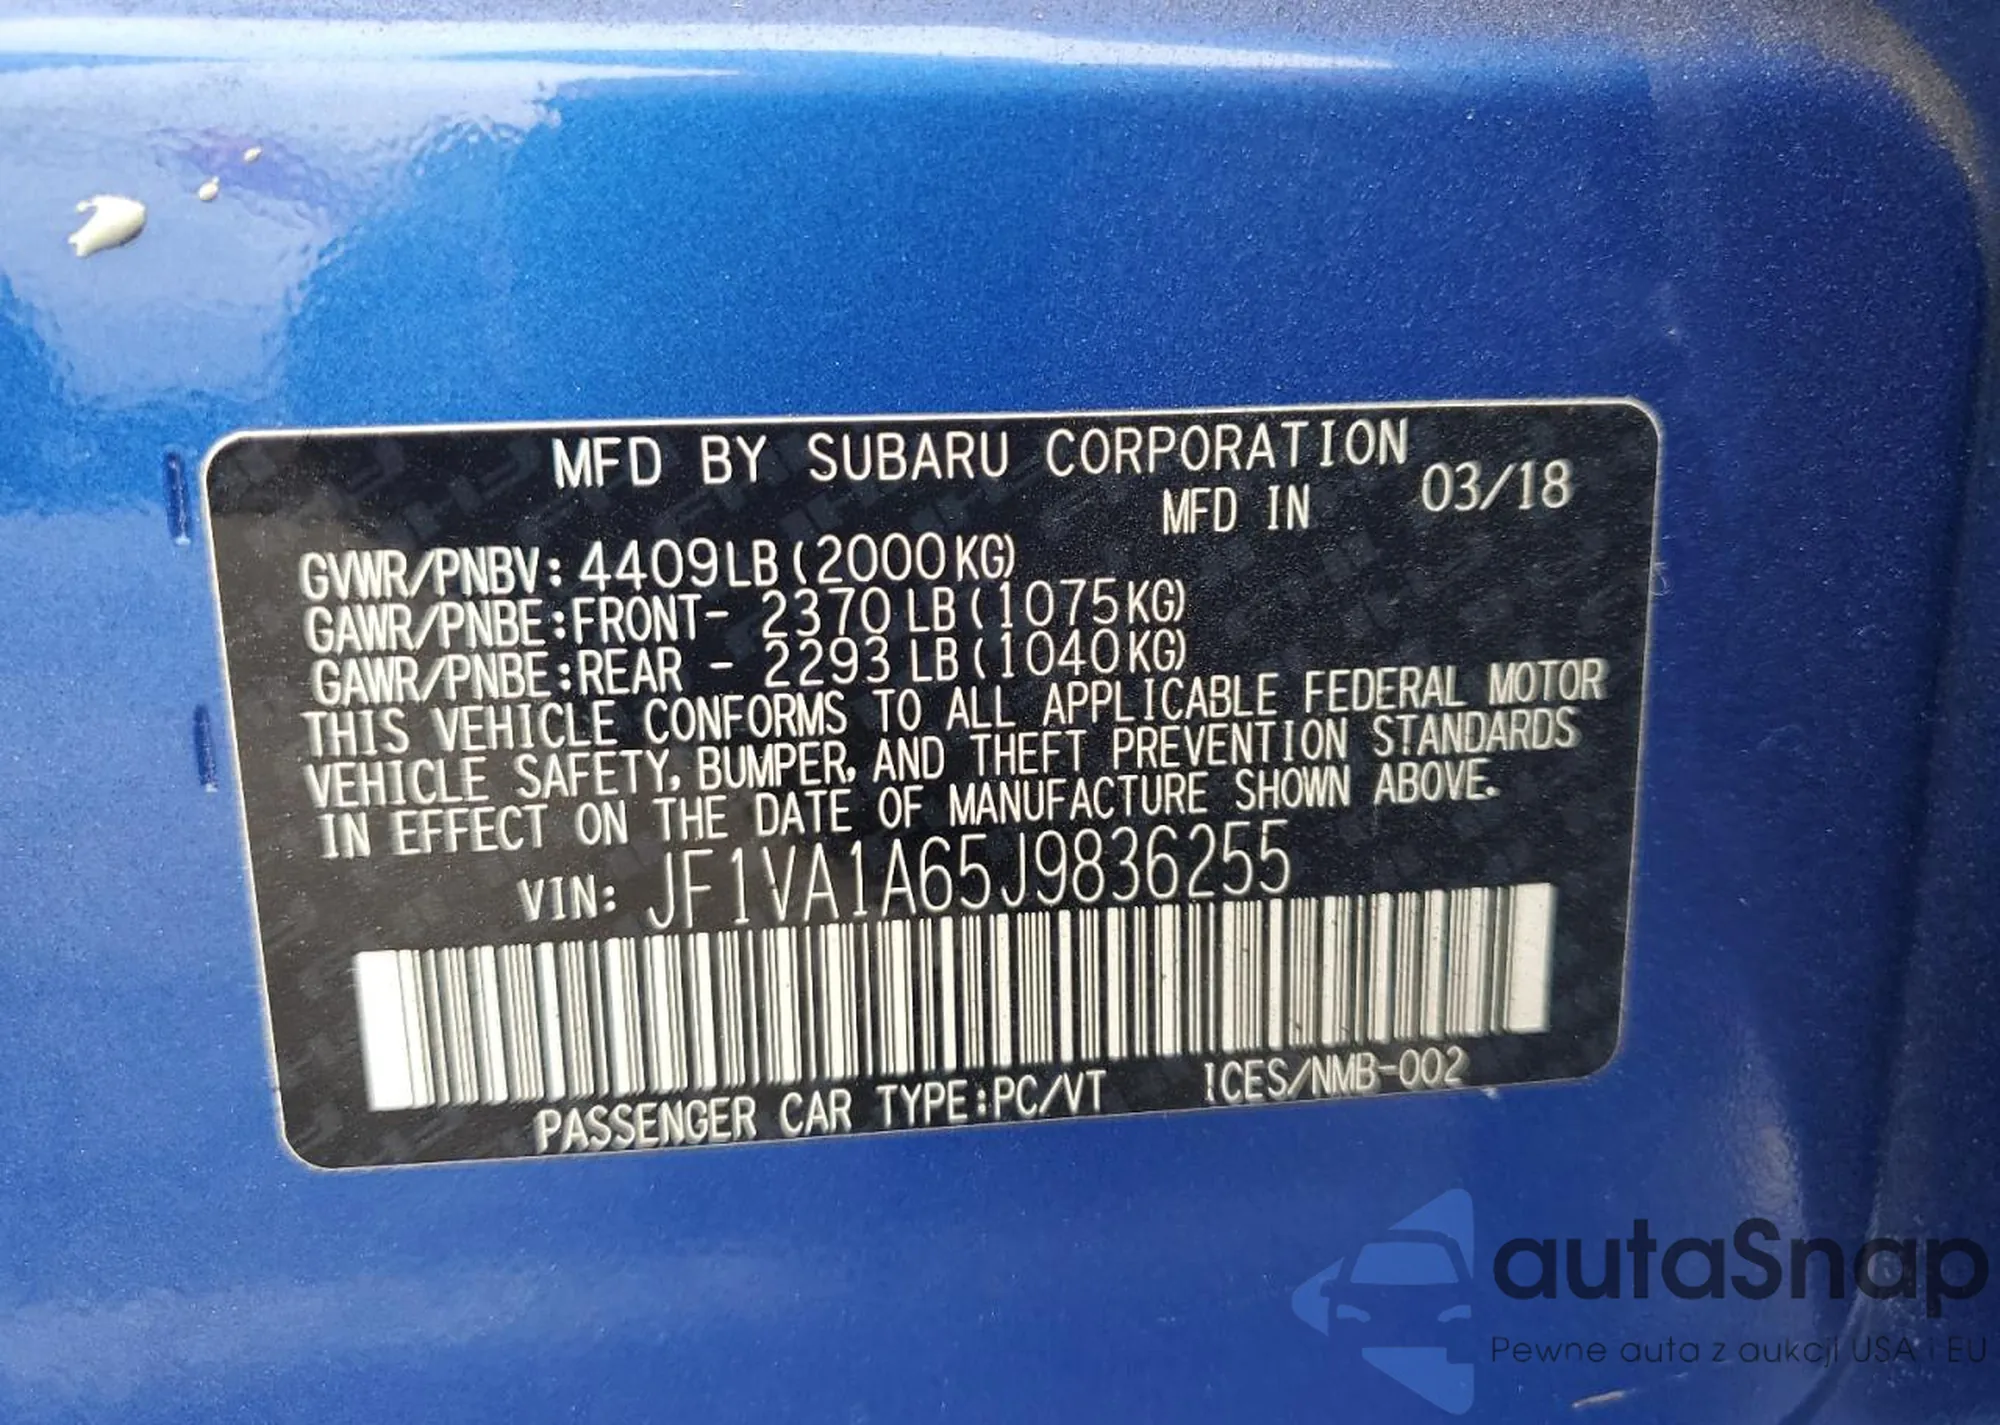 MFD BY SUBARU CORPORATION
MFD IN 03/18
GVWR/PNBV: 4409LB (2000KG)
GAWR/PNBE:FRONT- 2370 LB (1075KG)
GAWR/PNBE:REAR - 2293 LB (1040KG)
THIS VEHICLE CONFORMS TO ALL APPLICABLE FEDERAL MOTOR
VEHICLE SAFETY, BUMPER, AND THEFT PREVENTION STANDARDS
IN EFFECT ON THE DATE OF MANUFACTURE SHOWN ABOVE.
VIN: JF1VA1A65J9836255
PASSENGER CAR TYPE:PC/VT ICES/NMB-002
autaSnap
Pewne auta z aukcji USA i EU